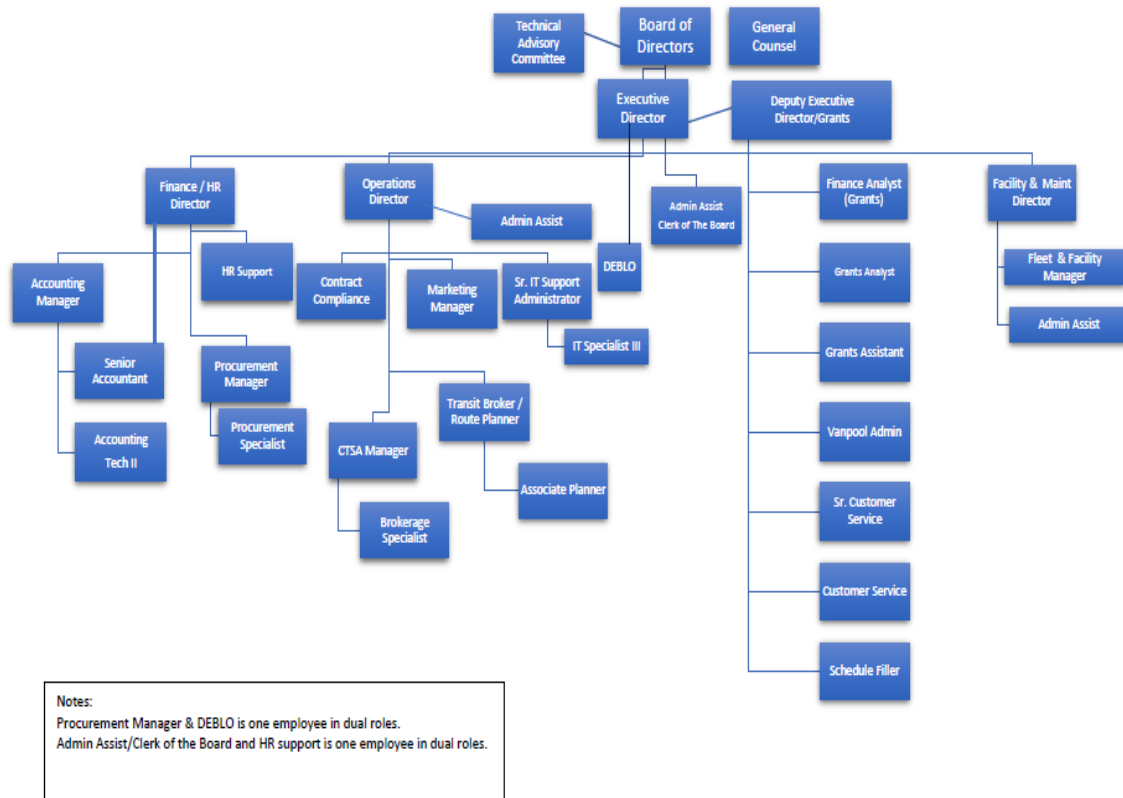 Technical
Advisory
Committee
Board of
Directors
General
Counsel
Executive
Director
Deputy Executive
Director/Grants
Finance / HR
Director
Operations
Director
Admin Assist
Admin Assist
Clerk of The Board
Finance Analyst
(Grants)
Facility & Maint
Director
HR Support
Accounting
Manager
Contract
Compliance
Marketing
Manager
Sr. IT Support
Administrator
DEBLO
Grants Analyst
Fleet & Facility
Manager
Admin Assist
IT Specialist III
Senior
Accountant
Procurement
Manager
Grants Assistant
Transit Broker /
Route Planner
Procurement
Specialist
Accounting
Tech II
CTSA Manager
Vanpool Admin
Associate Planner
Sr. Customer
Service
Brokerage
Specialist
Customer Service
Schedule Filler
Notes:
Procurement Manager & DEBLO is one employee in dual roles.
Admin Assist/Clerk of the Board and HR support is one employee in dual roles.